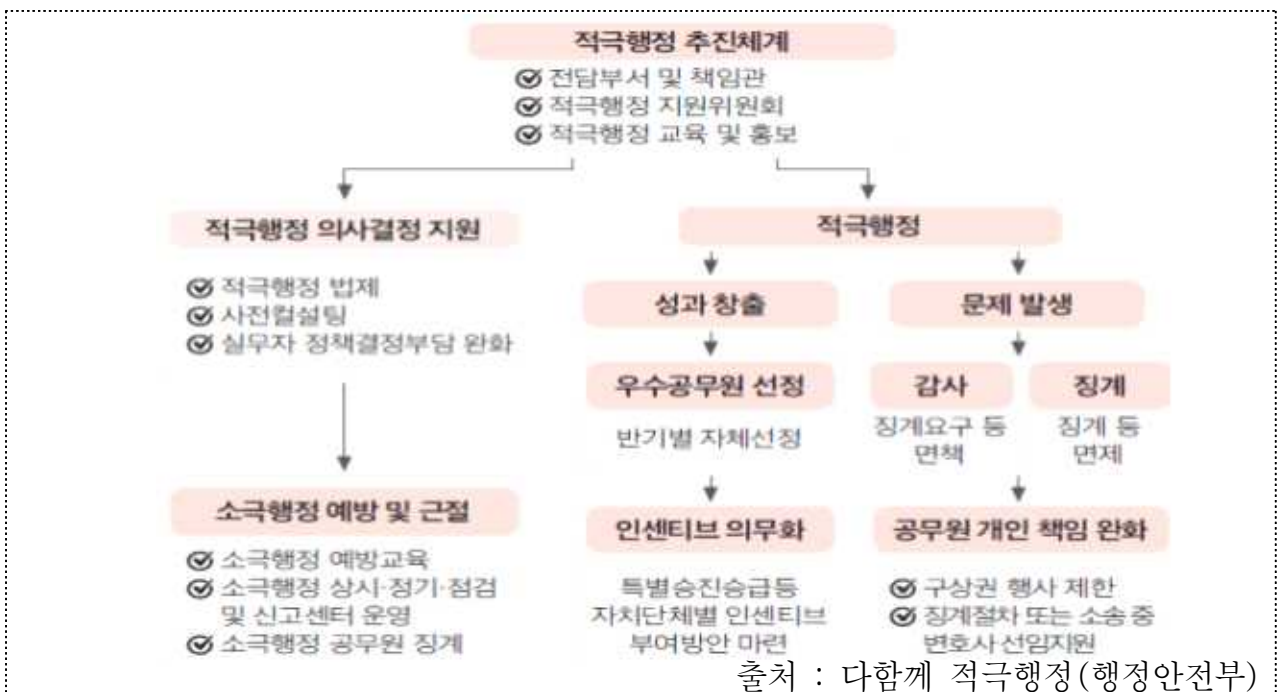 적극행정 추진체계
전담부서 및 책임관
적극행정 지원위원회
적극행정 교육 및 홍보
적극행정 의사결정 지원
적극행정 법제
사전컬설팅
실무자 정책결정부담 완화
소극행정 예방 및 근절
소극행정 예방교육
소극행정 상시·정기·점검
및 신고센터 운영
소극행정 공무원 징계
적극행정
성과 창출
우수공무원 선정
반기별 자체선정
인센티브 의무화
특별승진승급등
자치단체별 인센티브
부여방안 마련
문제 발생
감사
징계요구 등
면책
징계
징계 등
면제
공무원 개인 책임 완화
구상권 행사 제한
징계절차 또는 소송 중
변호사 선임지원
출처 : 다함께 적극행정(행정안전부)